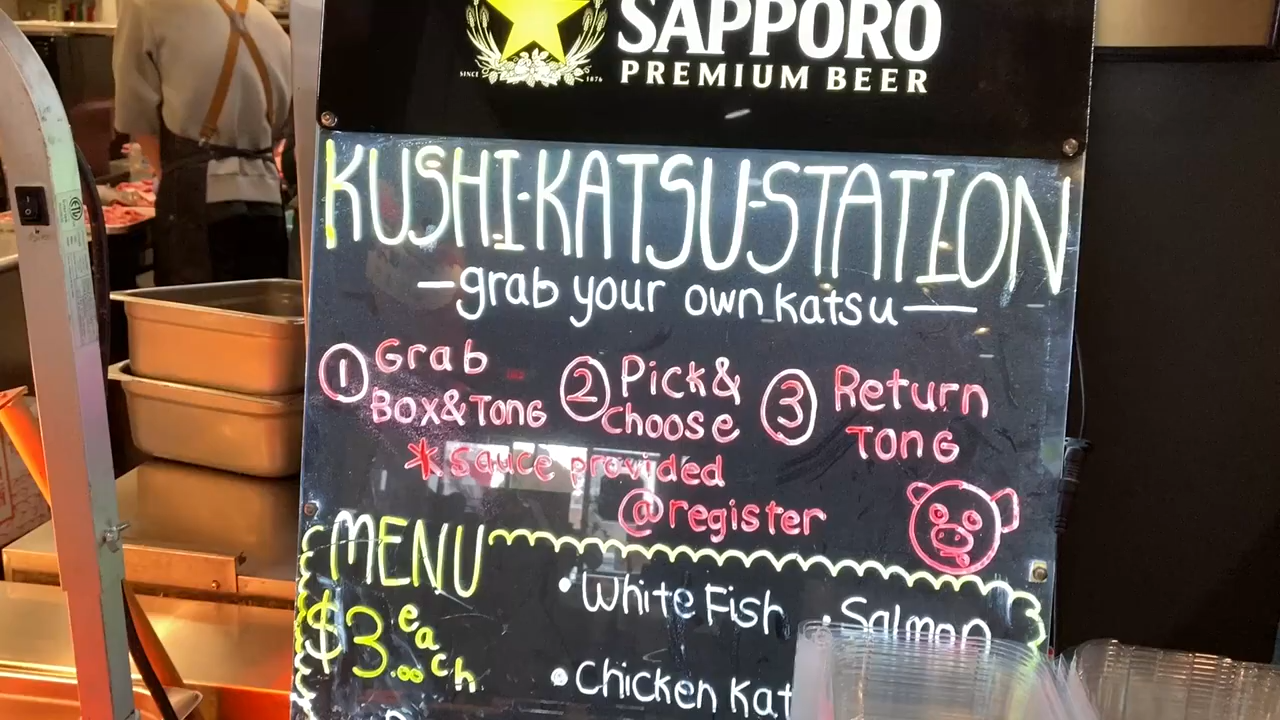 SAPPORO
SINCE 1876
PREMIUM BEER
KUSHI-KATSU-STATION
—grab your own katsu—
1 Grab Box&Tong
2 Pick& Choose
3 Return Tong
*sauce provided
@register
MENU
$3.00 each
• White Fish • Salmon
• Chicken Kat